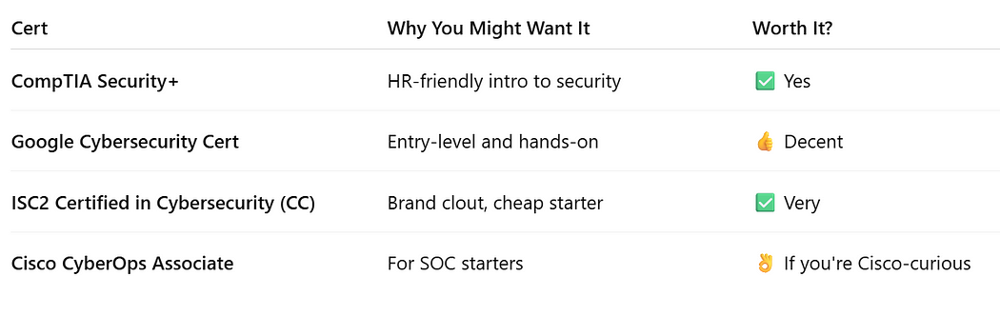 Cert Why You Might Want It Worth It?
CompTIA Security+ HR-friendly intro to security ✅ Yes
Google Cybersecurity Cert Entry-level and hands-on 👍 Decent
ISC2 Certified in Cybersecurity (CC) Brand clout, cheap starter ✅ Very
Cisco CyberOps Associate For SOC starters 👌 If you're Cisco-curious